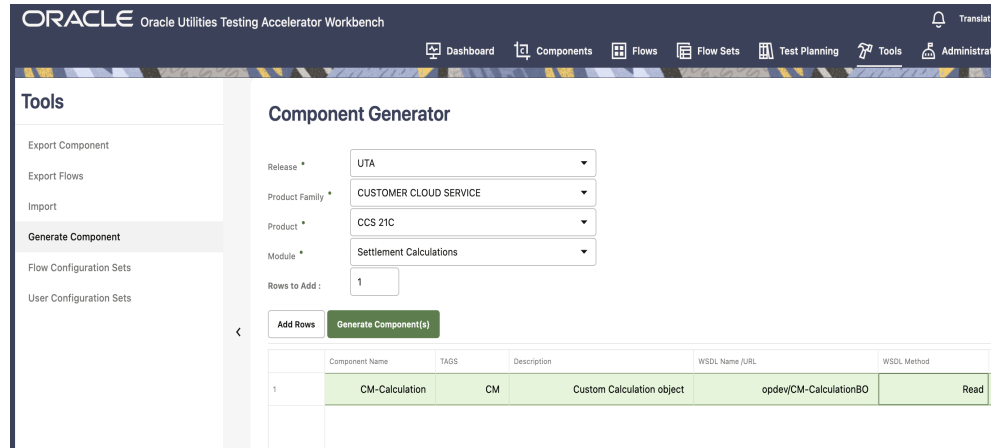 ORACLE Oracle Utilities Testing Accelerator Workbench
Translat
Dashboard Components Flows Flow Sets Test Planning Tools Administrat
Tools
Export Component
Export Flows
Import
Generate Component
Flow Configuration Sets
User Configuration Sets
Component Generator
Release * UTA
Product Family * CUSTOMER CLOUD SERVICE
Product * CCS 21C
Module * Settlement Calculations
Rows to Add : 1
Add Rows Generate Component(s)
Component Name TAGS Description WSDL Name /URL WSDL Method
1 CM-Calculation CM Custom Calculation object opdev/CM-CalculationBO Read